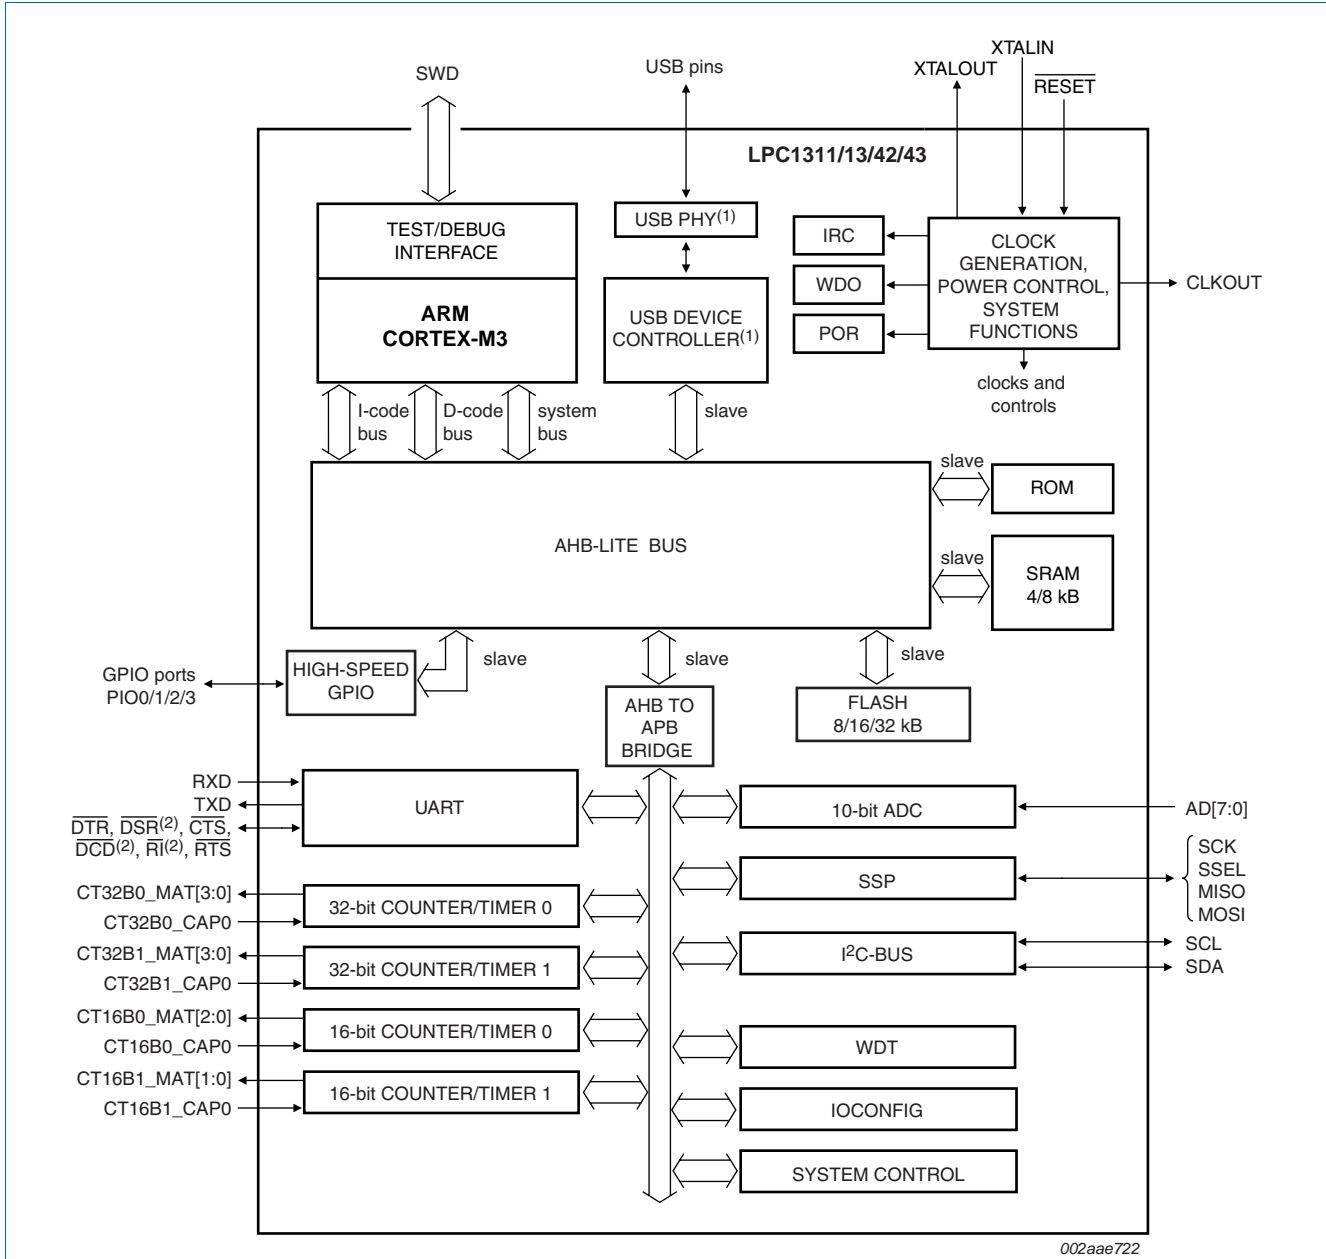 SWD
USB pins
XTALIN
XTALOUT
RESET
LPC1311/13/42/43
TEST/DEBUG
INTERFACE
ARM
CORTEX-M3
USB PHY(1)
USB DEVICE
CONTROLLER(1)
IRC
WDO
POR
CLOCK
GENERATION,
POWER CONTROL,
SYSTEM
FUNCTIONS
CLKOUT
clocks and
controls
I-code
bus
D-code
bus
system
bus
slave
AHB-LITE BUS
slave
ROM
slave
SRAM
4/8 kB
GPIO ports
PIO0/1/2/3
HIGH-SPEED
GPIO
slave
slave
slave
AHB TO
APB
BRIDGE
FLASH
8/16/32 kB
RXD
TXD
DTR, DSR(2), CTS,
DCD(2), RI(2), RTS
UART
10-bit ADC
AD[7:0]
CT32B0_MAT[3:0]
CT32B0_CAP0
32-bit COUNTER/TIMER 0
SSP
SCK
SSEL
MISO
MOSI
CT32B1_MAT[3:0]
CT32B1_CAP0
32-bit COUNTER/TIMER 1
I2C-BUS
SCL
SDA
CT16B0_MAT[2:0]
CT16B0_CAP0
16-bit COUNTER/TIMER 0
WDT
CT16B1_MAT[1:0]
CT16B1_CAP0
16-bit COUNTER/TIMER 1
IOCONFIG
SYSTEM CONTROL
002aae722